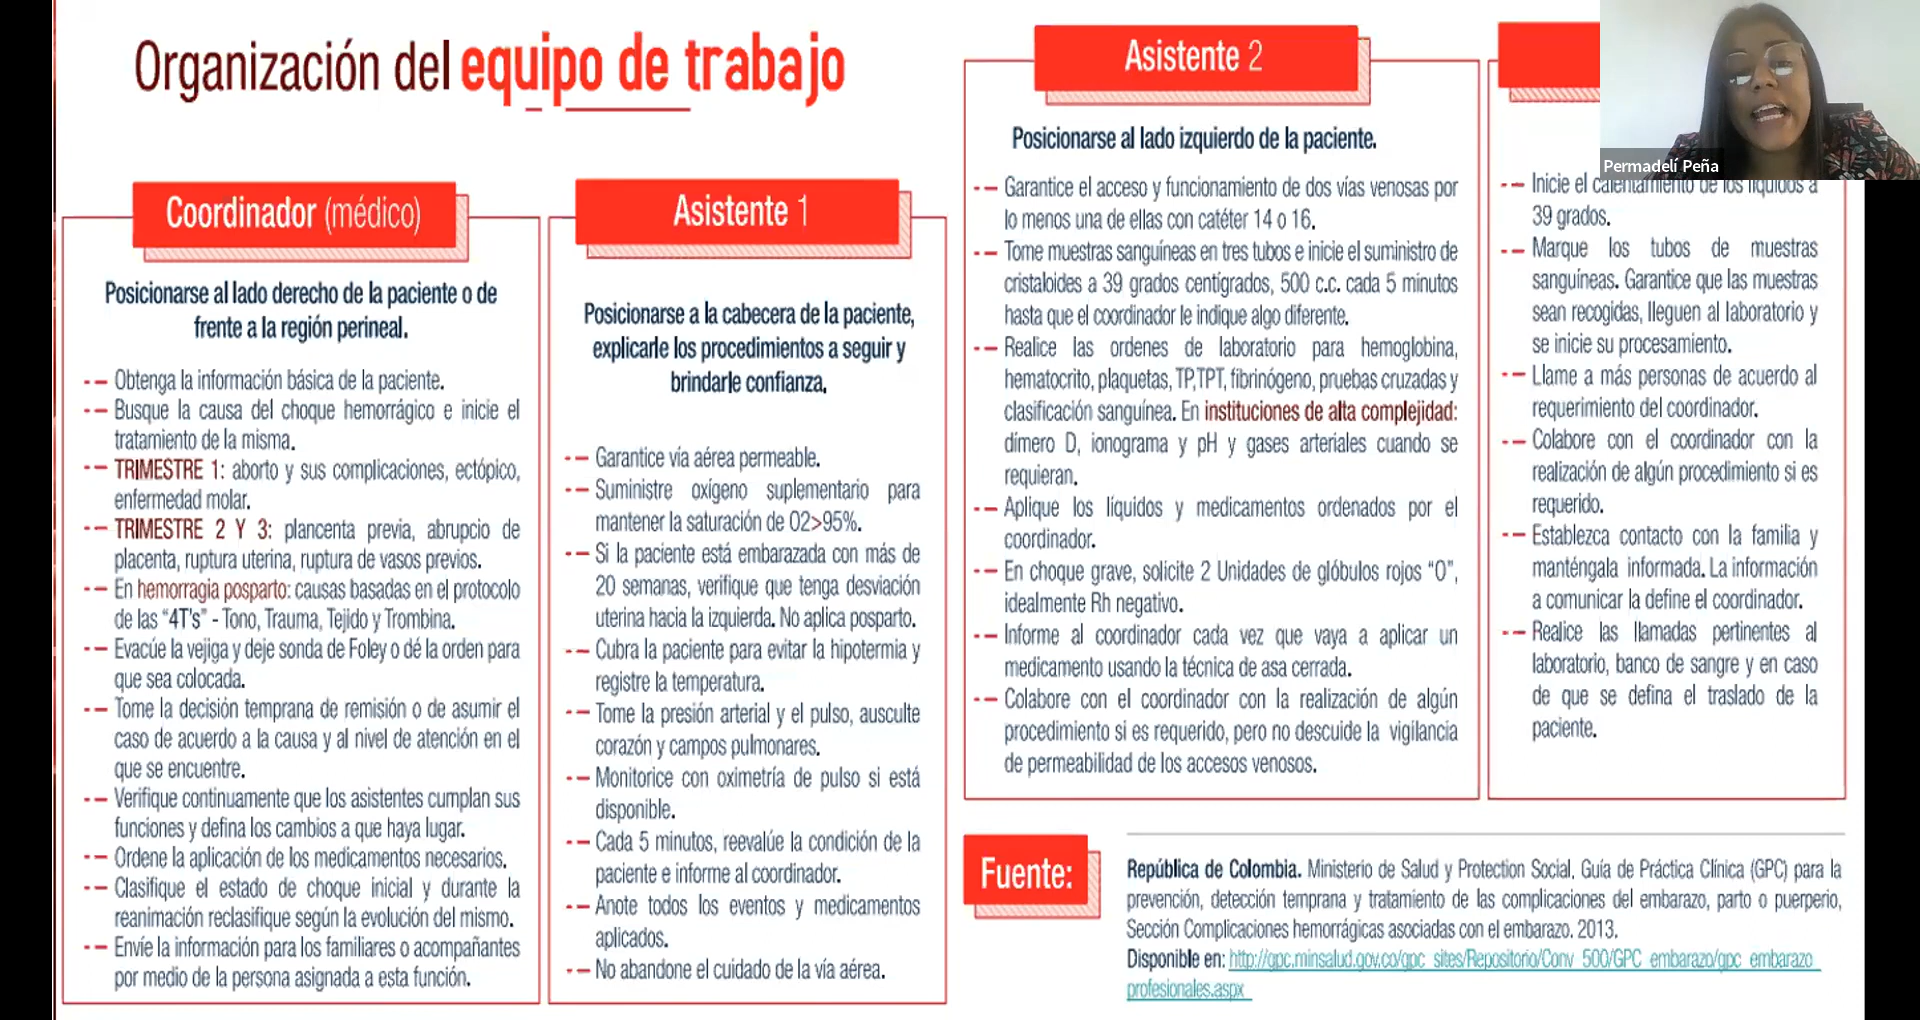 Organización del equipo de trabajo
Coordinador (médico)
Posicionarse al lado derecho de la paciente o de
frente a la región perineal.
-- Obtenga la información básica de la paciente.
-- Busque la causa del choque hemorrágico e inicie el
tratamiento de la misma.
-- TRIMESTRE 1: aborto y sus complicaciones, ectópico,
enfermedad molar.
-- TRIMESTRE 2 Y 3: plancenta previa, abrupcio de
placenta, ruptura uterina, ruptura de vasos previos.
-- En hemorragia posparto: causas basadas en el protocolo
de las “4T's” - Tono, Trauma, Tejido y Trombina.
-- Evacúe la vejiga y deje sonda de Foley o dé la orden para
que sea colocada.
-- Tome la decisión temprana de remisión o de asumir el
caso de acuerdo a la causa y al nivel de atención en el
que se encuentre.
-- Verifique continuamente que los asistentes cumplan sus
funciones y defina los cambios a que haya lugar.
-- Ordene la aplicación de los medicamentos necesarios.
-- Clasifique el estado de choque inicial y durante la
reanimación reclasifique según la evolución del mismo.
-- Envíe la información para los familiares o acompañantes
por medio de la persona asignada a esta función.
Asistente 1
Posicionarse a la cabecera de la paciente,
explicarle los procedimientos a seguir y
brindarle confianza.
-- Garantice vía aérea permeable.
-- Suministre oxígeno suplementario para
mantener la saturación de O2>95%.
-- Si la paciente está embarazada con más de
20 semanas, verifique que tenga desviación
uterina hacia la izquierda. No aplica posparto.
-- Cubra la paciente para evitar la hipotermia y
registre la temperatura.
-- Tome la presión arterial y el pulso, ausculte
corazón y campos pulmonares.
-- Monitorice con oximetría de pulso si está
disponible.
-- Cada 5 minutos, reevalúe la condición de la
paciente e informe al coordinador.
-- Anote todos los eventos y medicamentos
aplicados.
-- No abandone el cuidado de la vía aérea.
Asistente 2
Posicionarse al lado izquierdo de la paciente.
-- Garantice el acceso y funcionamiento de dos vías venosas por
lo menos una de ellas con catéter 14 o 16.
-- Tome muestras sanguíneas en tres tubos e inicie el suministro de
cristaloides a 39 grados centígrados, 500 c.c. cada 5 minutos
hasta que el coordinador le indique algo diferente.
-- Realice las ordenes de laboratorio para hemoglobina,
hematocrito, plaquetas, TP,TPT, fibrinógeno, pruebas cruzadas y
clasificación sanguínea. En instituciones de alta complejidad:
dímero D, ionograma y pH y gases arteriales cuando se
requieran.
-- Aplique los líquidos y medicamentos ordenados por el
coordinador.
-- En choque grave, solicite 2 Unidades de glóbulos rojos “O”,
idealmente Rh negativo.
-- Informe al coordinador cada vez que vaya a aplicar un
medicamento usando la técnica de asa cerrada.
-- Colabore con el coordinador con la realización de algún
procedimiento si es requerido, pero no descuide la vigilancia
de permeabilidad de los accesos venosos.
Permadelí Peña
-- Inicie el calentamiento de los líquidos a
39 grados.
-- Marque los tubos de muestras
sanguíneas. Garantice que las muestras
sean recogidas, lleguen al laboratorio y
se inicie su procesamiento.
-- Llame a más personas de acuerdo al
requerimiento del coordinador.
-- Colabore con el coordinador con la
realización de algún procedimiento si es
requerido.
-- Establezca contacto con la familia y
manténgala informada. La información
a comunicar la define el coordinador.
-- Realice las llamadas pertinentes al
laboratorio, banco de sangre y en caso
de que se defina el traslado de la
paciente.
Fuente:
República de Colombia. Ministerio de Salud y Protection Social, Guía de Práctica Clínica (GPC) para la
prevención, detección temprana y tratamiento de las complicaciones del embarazo, parto o puerperio,
Sección Complicaciones hemorrágicas asociadas con el embarazo. 2013.
Disponible en: http://gpc.minsalud.gov.co/gpc_sites/Repositorio/Conv_500/GPC_embarazo/gpc_embarazo_
profesionales.aspx